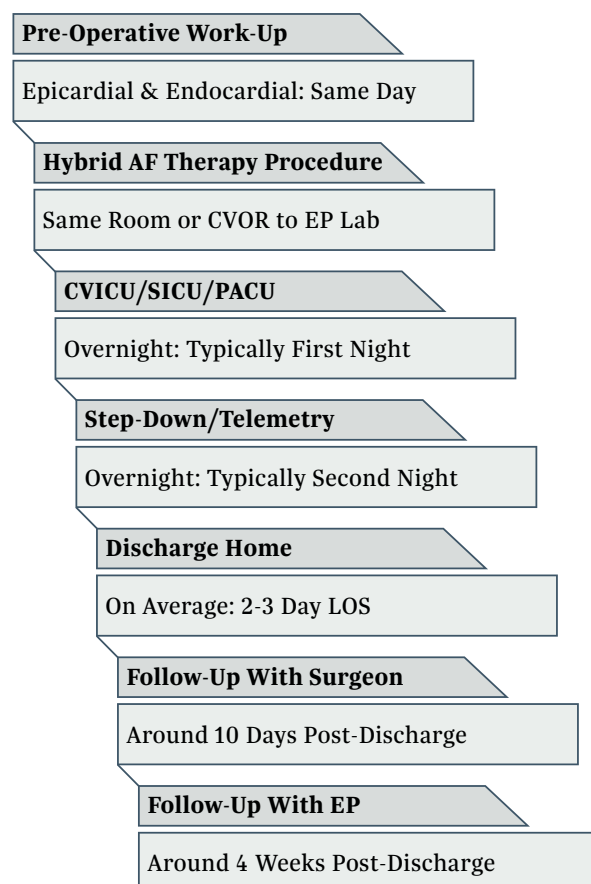 Pre-Operative Work-Up
Epicardial & Endocardial: Same Day
Hybrid AF Therapy Procedure
Same Room or CVOR to EP Lab
CVICU/SICU/PACU
Overnight: Typically First Night
Step-Down/Telemetry
Overnight: Typically Second Night
Discharge Home
On Average: 2-3 Day LOS
Follow-Up With Surgeon
Around 10 Days Post-Discharge
Follow-Up With EP
Around 4 Weeks Post-Discharge